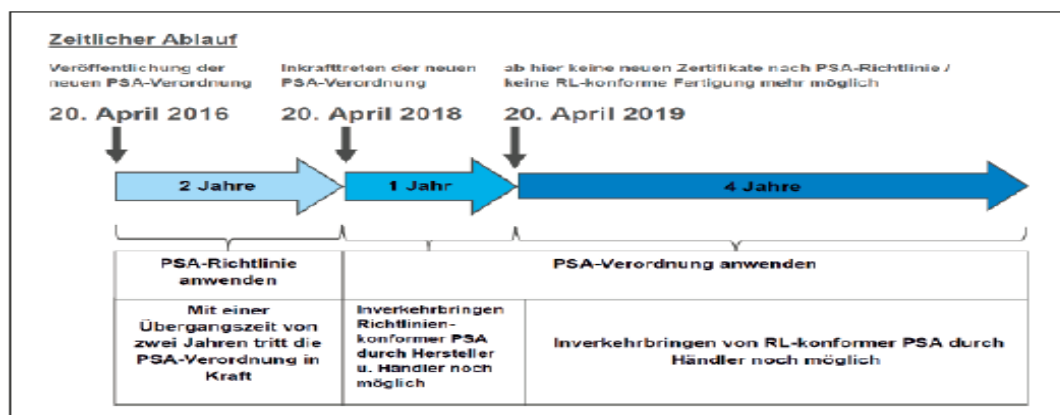 Zeitlicher Ablauf
Veröffentlichung der
neuen PSA-Verordnung
20. April 2016
Inkrafttreten der neuen
PSA-Verordnung
20. April 2018
ab hier keine neuen Zertifikate nach PSA-Richtlinie /
keine RL-konforme Fertigung mehr möglich
20. April 2019
2 Jahre
1 Jahr
4 Jahre
PSA-Richtlinie
anwenden
PSA-Verordnung anwenden
Mit einer
Übergangszeit von
zwei Jahren tritt die
PSA-Verordnung in
Kraft
Inverkehrbringen
Richtlinien-
konformer PSA
durch Hersteller
u. Händler noch
möglich
Inverkehrbringen von RL-konformer PSA durch
Händler noch möglich